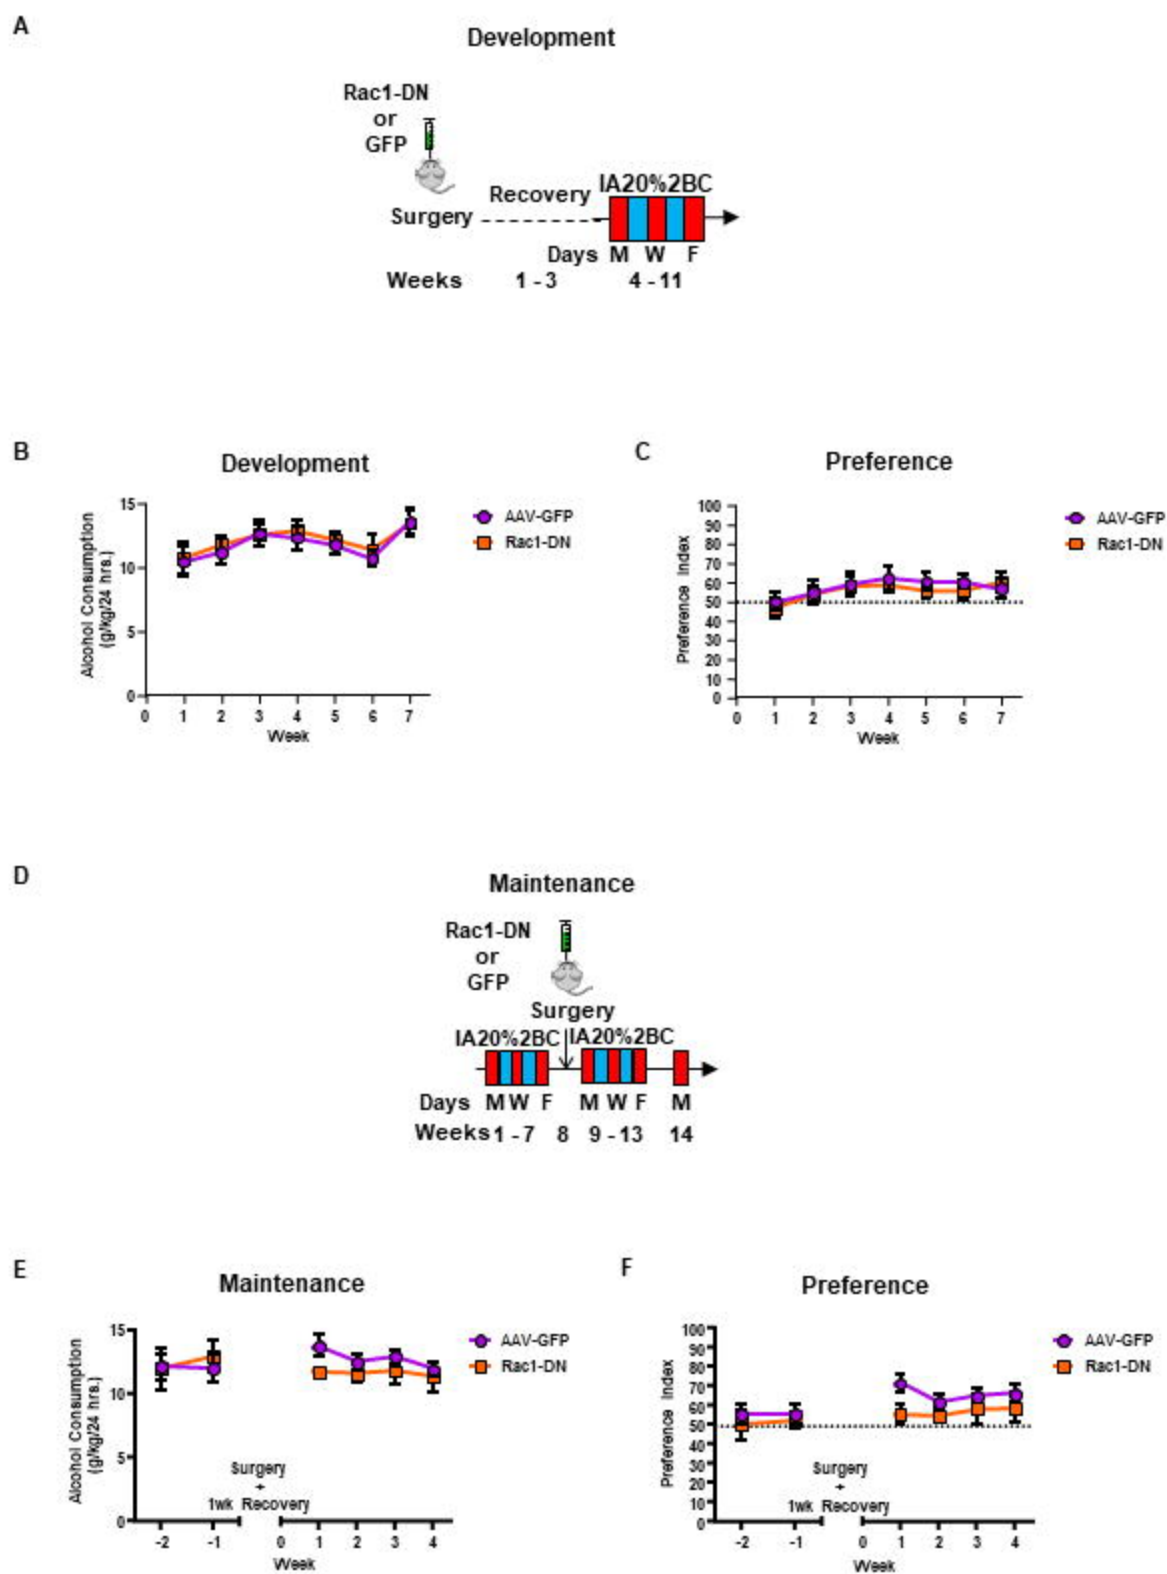 A
Development
Rac1-DN
or
GFP
Surgery
Recovery
IA20%2BC
Days M W F
Weeks 1 - 3 4 - 11
B
Development
Alcohol Consumption
(g/kg/24 hrs.)
15
10
5
0
0 1 2 3 4 5 6 7
Week
AAV-GFP
Rac1-DN
C
Preference
Preference Index
100
90
80
70
60
50
40
30
20
10
0
0 1 2 3 4 5 6 7
Week
AAV-GFP
Rac1-DN
D
Maintenance
Rac1-DN
or
GFP
Surgery
IA20%2BC IA20%2BC
Days M W F M W F M
Weeks 1 - 7 8 9 - 13 14
E
Maintenance
Alcohol Consumption
(g/kg/24 hrs.)
15
10
5
0
Surgery
+
1wk Recovery
-2 -1 0 1 2 3 4
Week
AAV-GFP
Rac1-DN
F
Preference
Preference Index
100
90
80
70
60
50
40
30
20
10
0
Surgery
+
1wk Recovery
-2 -1 0 1 2 3 4
Week
AAV-GFP
Rac1-DN